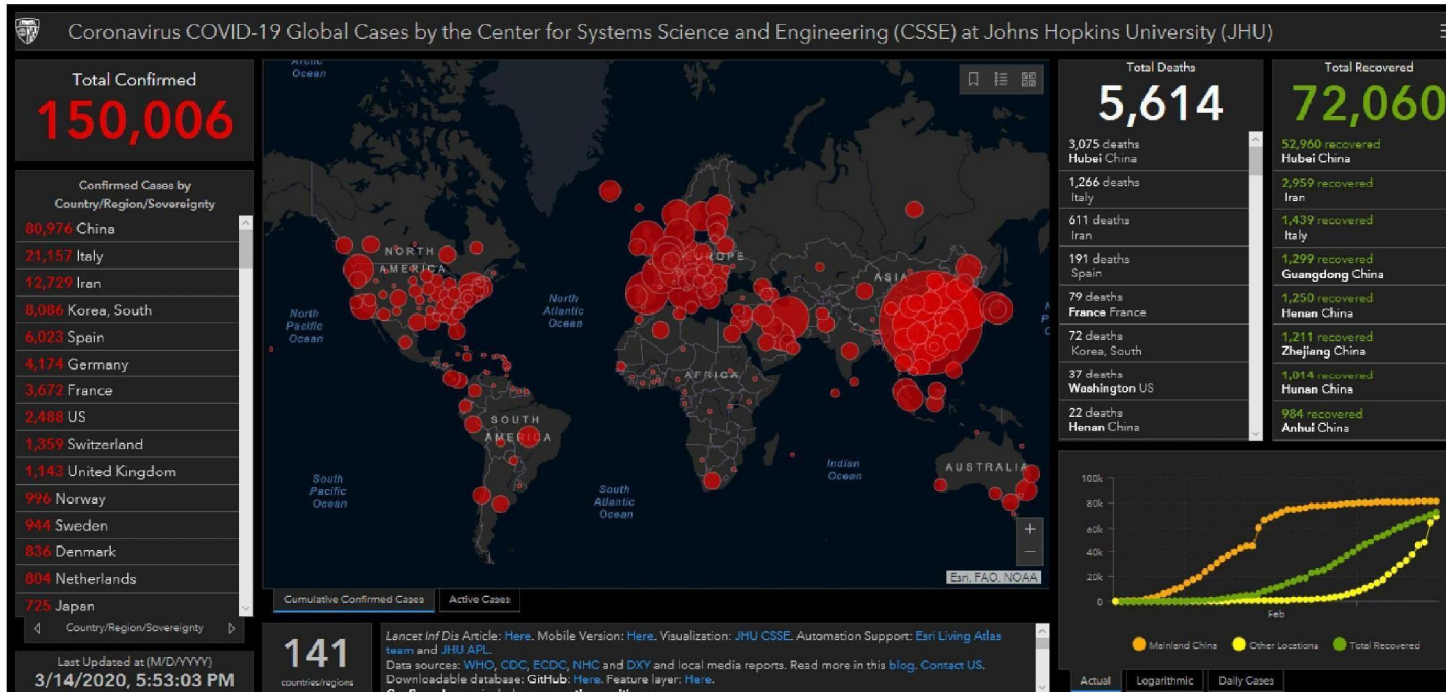 Coronavirus COVID-19 Global Cases by the Center for Systems Science and Engineering (CSSE) at Johns Hopkins University (JHU)
Total Confirmed
150,006
Confirmed Cases by
Country/Region/Sovereignty
80,976 China
21,157 Italy
12,729 Iran
8,086 Korea, South
6,023 Spain
4,174 Germany
3,672 France
2,488 US
1,359 Switzerland
1,143 United Kingdom
996 Norway
944 Sweden
836 Denmark
804 Netherlands
725 Japan
Country/Region/Sovereignty
Last Updated at (M/D/YYYY)
3/14/2020, 5:53:03 PM
Arctic
Ocean
NORTH
AMERICA
EUROPE
ASIA
North
Pacific
Ocean
North
Atlantic
Ocean
AFRICA
SOUTH
AMERICA
Indian
Ocean
AUSTRALIA
South
Pacific
Ocean
South
Atlantic
Ocean
+
−
Esri, FAO, NOAA
Cumulative Confirmed Cases
Active Cases
141
countries/regions
Lancet Inf Dis Article: Here. Mobile Version: Here. Visualization: JHU CSSE. Automation Support: Esri Living Atlas
team and JHU APL.
Data sources: WHO, CDC, ECDC, NHC and DXY and local media reports. Read more in this blog. Contact US.
Downloadable database: GitHub: Here. Feature layer: Here.
Total Deaths
5,614
3,075 deaths
Hubei China
1,266 deaths
Italy
611 deaths
Iran
191 deaths
Spain
79 deaths
France France
72 deaths
Korea, South
37 deaths
Washington US
22 deaths
Henan China
Total Recovered
72,060
52,960 recovered
Hubei China
2,959 recovered
Iran
1,439 recovered
Italy
1,299 recovered
Guangdong China
1,250 recovered
Henan China
1,211 recovered
Zhejiang China
1,014 recovered
Hunan China
984 recovered
Anhui China
100k
80k
60k
40k
20k
0
Feb
Mainland China
Other Locations
Total Recovered
Actual
Logarithmic
Daily Cases